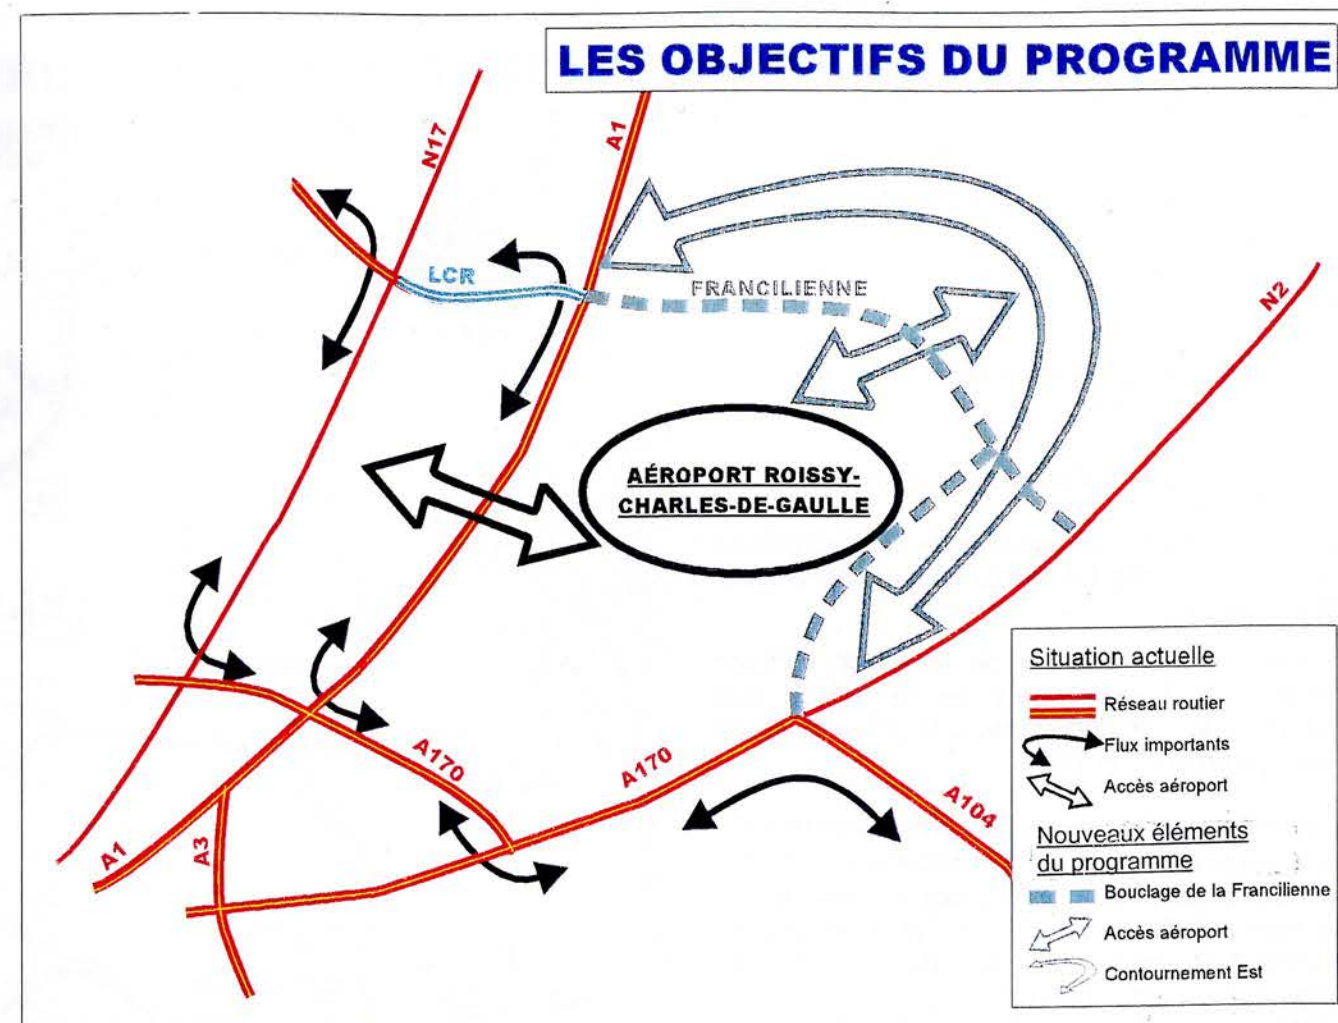 LES OBJECTIFS DU PROGRAMME
N17
A1
LCR
FRANCILIENNE
N2
AÉROPORT ROISSY-
CHARLES-DE-GAULLE
A170
A170
A104
A1
A3
Situation actuelle
Réseau routier
Flux importants
Accès aéroport
Nouveaux éléments
du programme
Bouclage de la Francilienne
Accès aéroport
Contournement Est